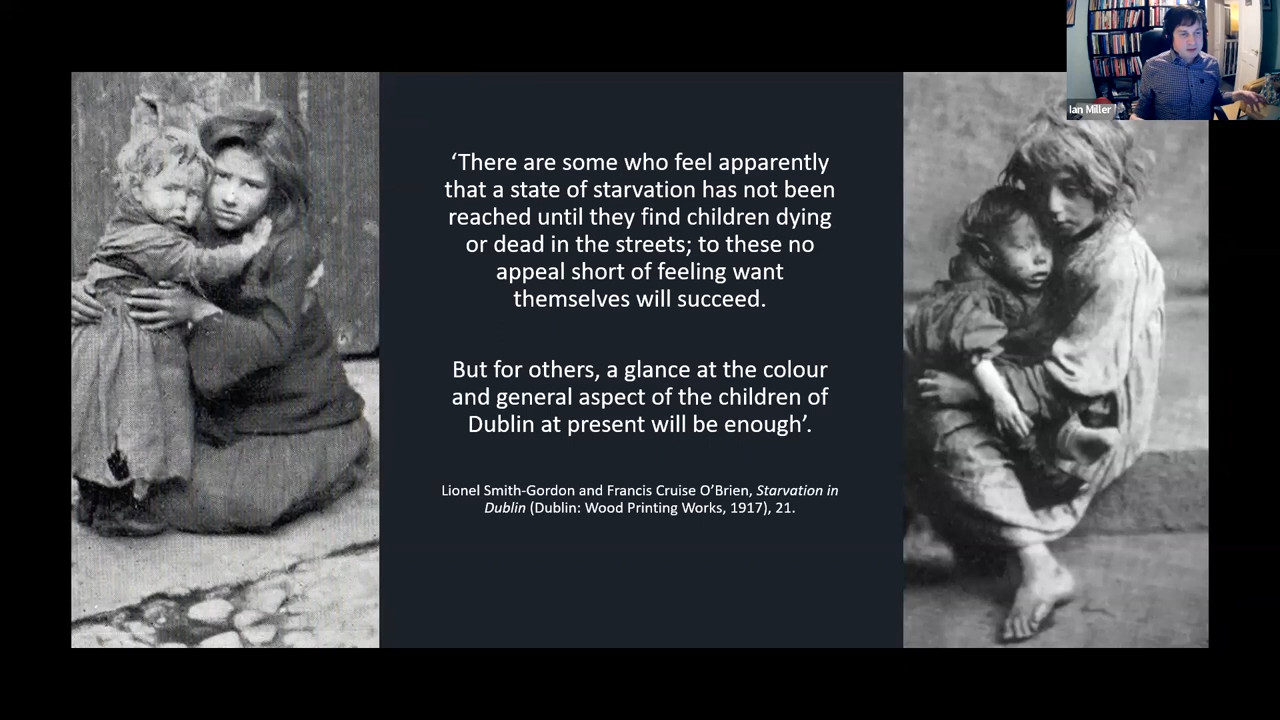 Ian Miller
‘There are some who feel apparently
that a state of starvation has not been
reached until they find children dying
or dead in the streets; to these no
appeal short of feeling want
themselves will succeed.
But for others, a glance at the colour
and general aspect of the children of
Dublin at present will be enough’.
Lionel Smith-Gordon and Francis Cruise O’Brien, Starvation in
Dublin (Dublin: Wood Printing Works, 1917), 21.